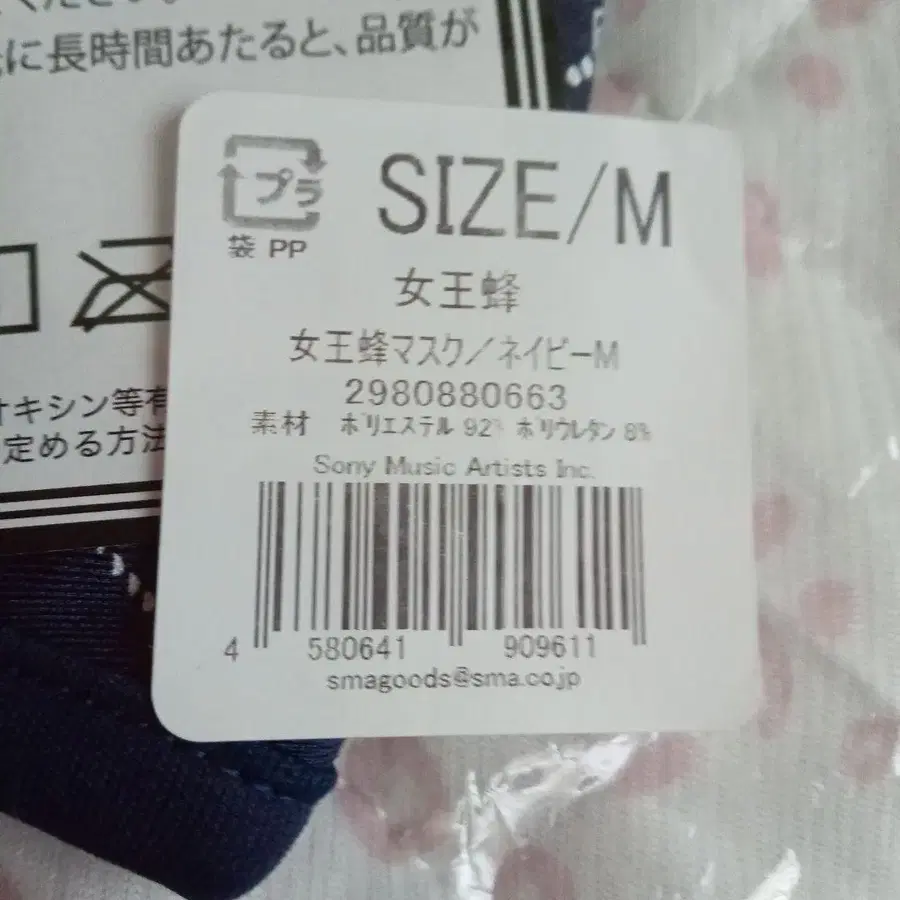 に長時間あたると、品質が
プラ
袋 PP
SIZE/M
女王蜂
女王蜂マスク/ネイビーM
2980880663
素材 ポリエステル 92% ポリウレタン 8%
オキシン等有
定める方法
Sony Music Artists Inc.
4 580641 909611
smagoods@sma.co.jp